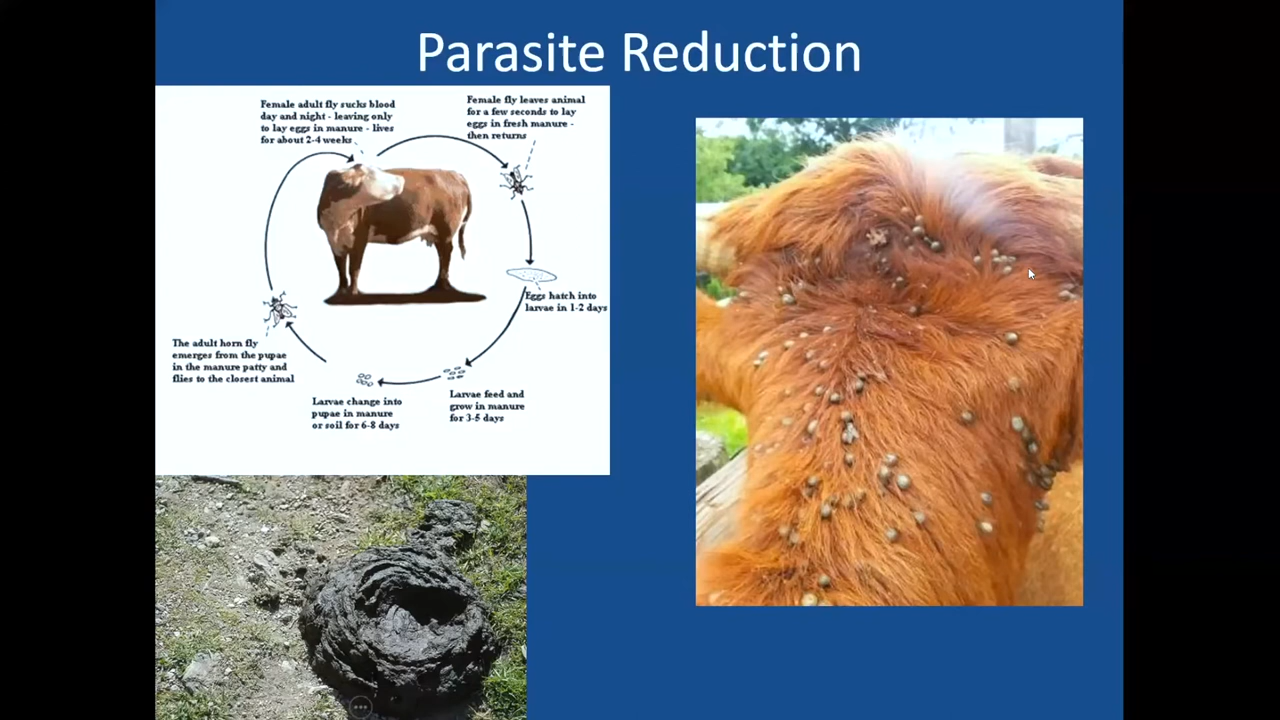 Parasite Reduction
Female adult fly sucks blood
day and night - leaving only
to lay eggs in manure - lives
for about 2-4 weeks
Female fly leaves animal
for a few seconds to lay
eggs in fresh manure -
then returns
Eggs hatch into
larvae in 1-2 days
Larvae feed and
grow in manure
for 3-5 days
Larvae change into
pupae in manure
or soil for 6-8 days
The adult horn fly
emerges from the pupae
in the manure patty and
flies to the closest animal